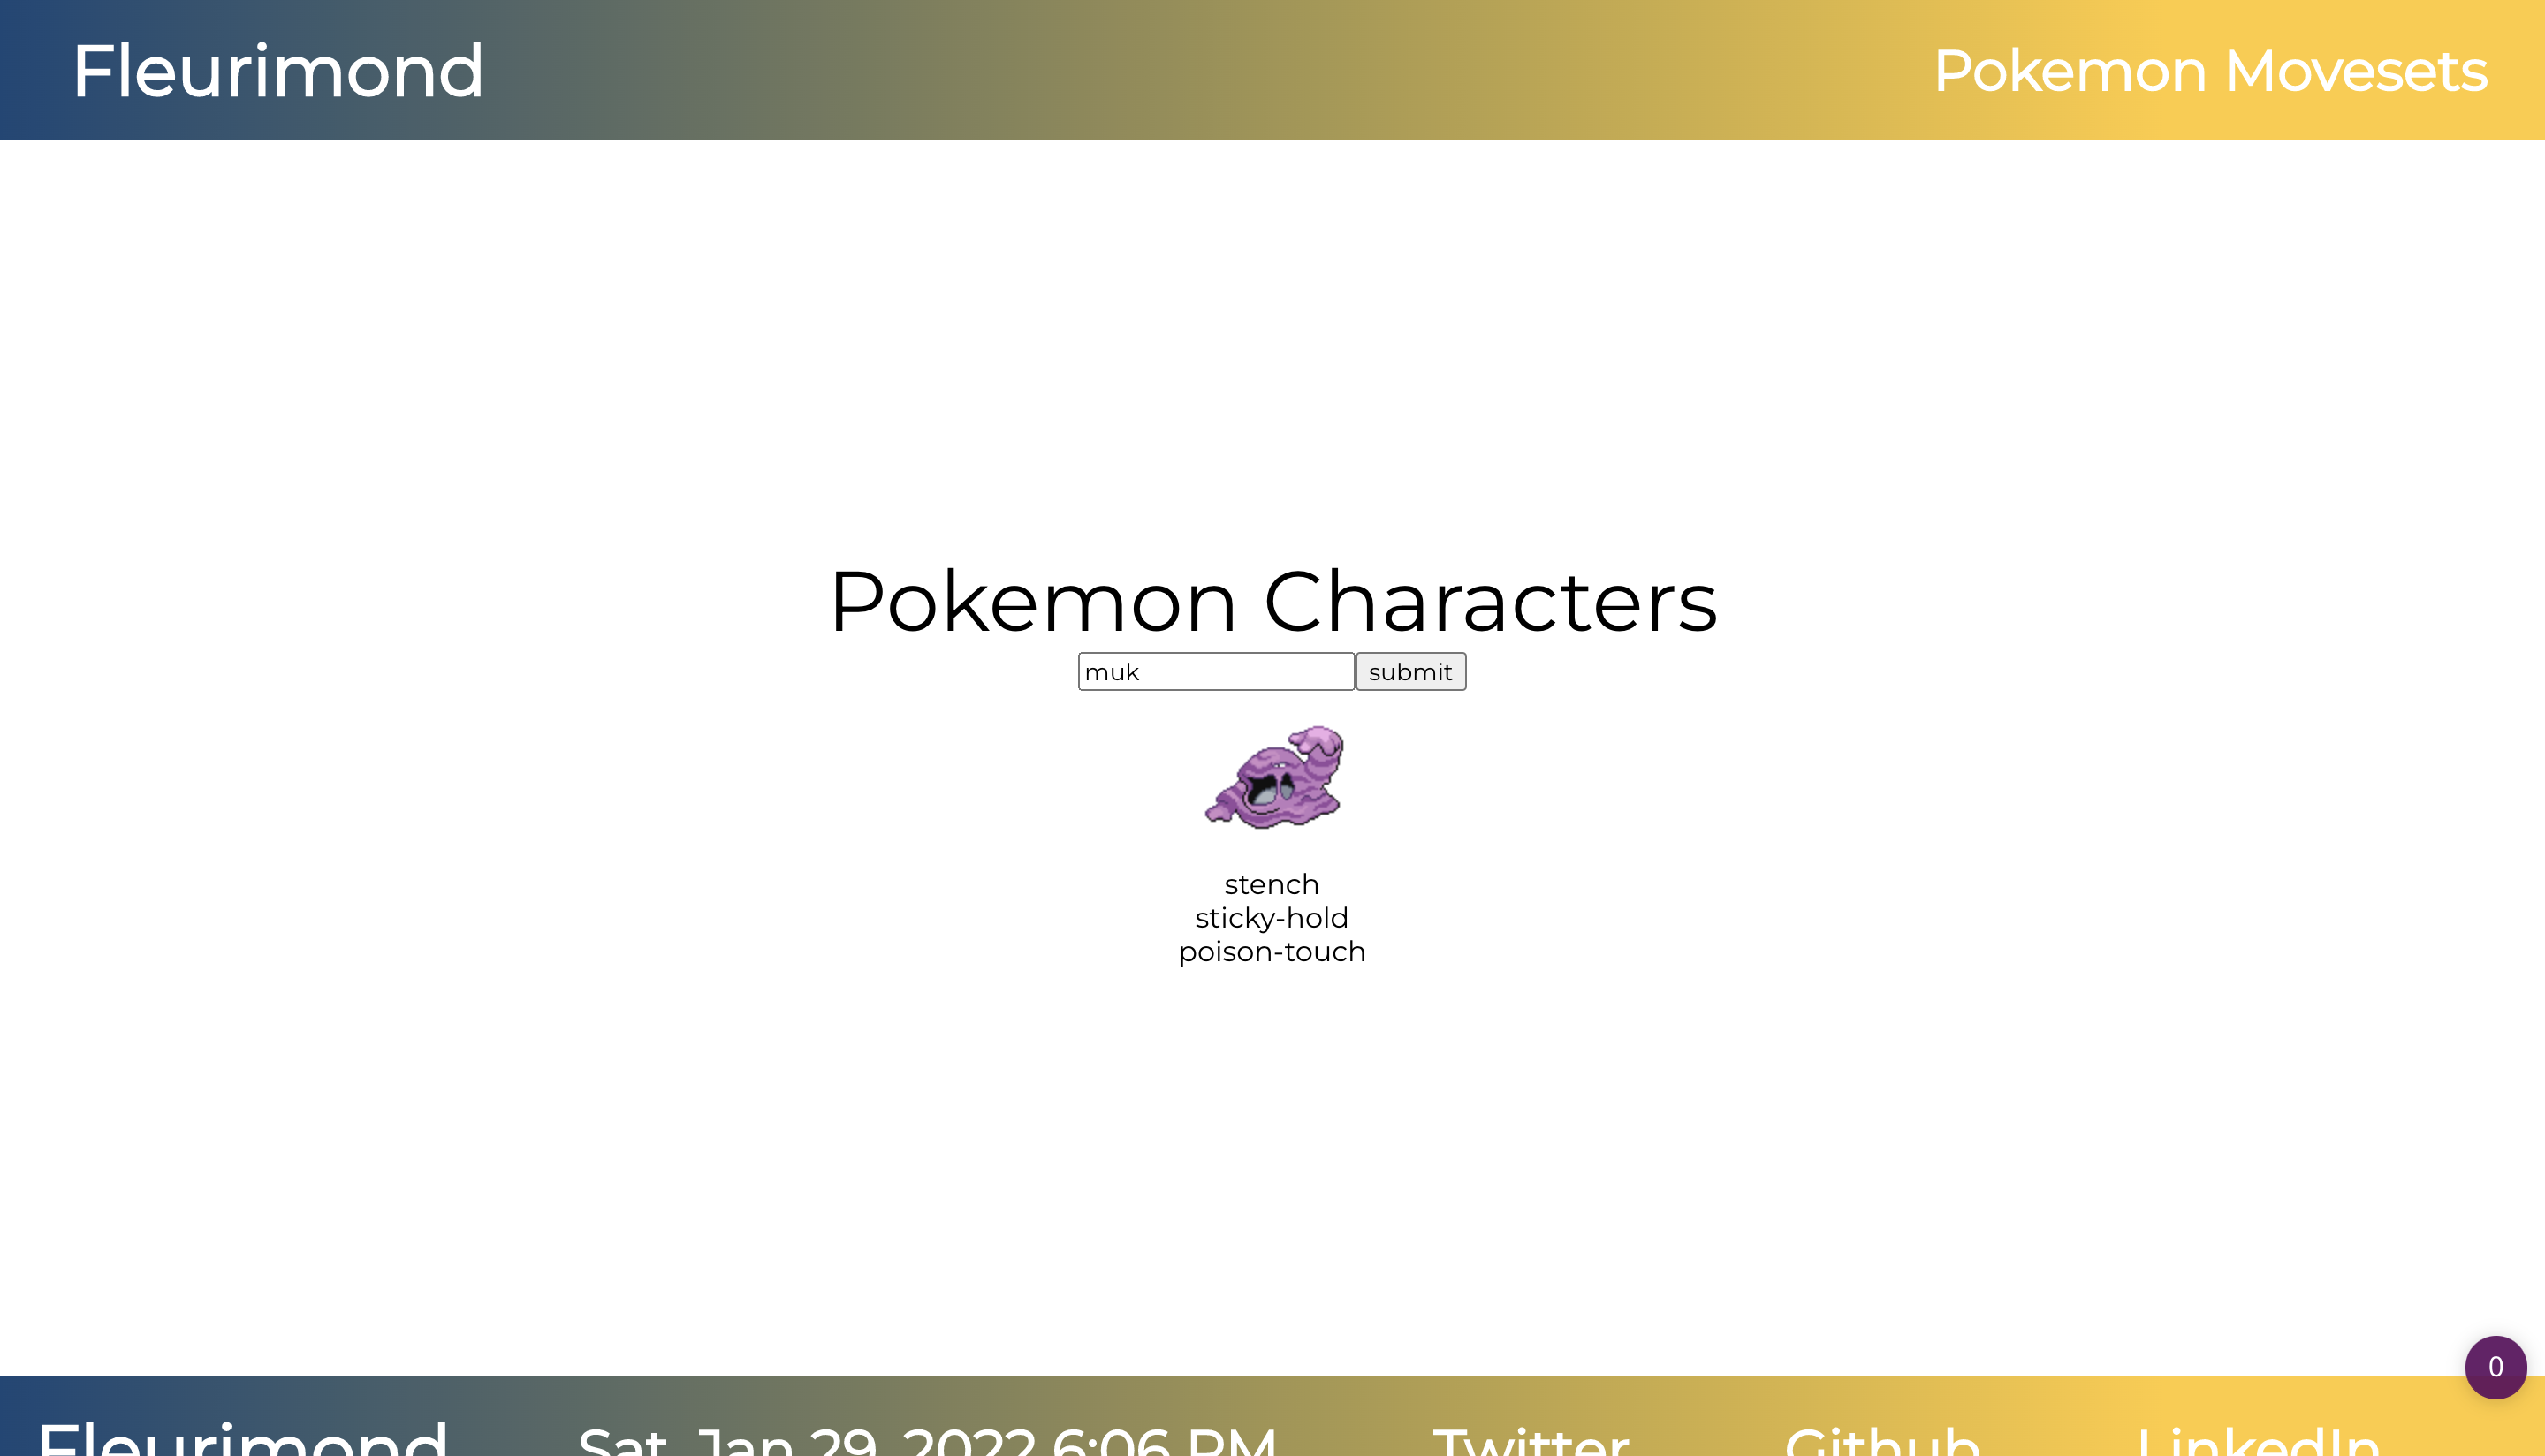 Fleurimond
Pokemon Movesets
Pokemon Characters
muk
submit
stench
sticky-hold
poison-touch
0
Fleurimond
Sat, Jan 29, 2022 6:06 PM
Twitter
Github
LinkedIn